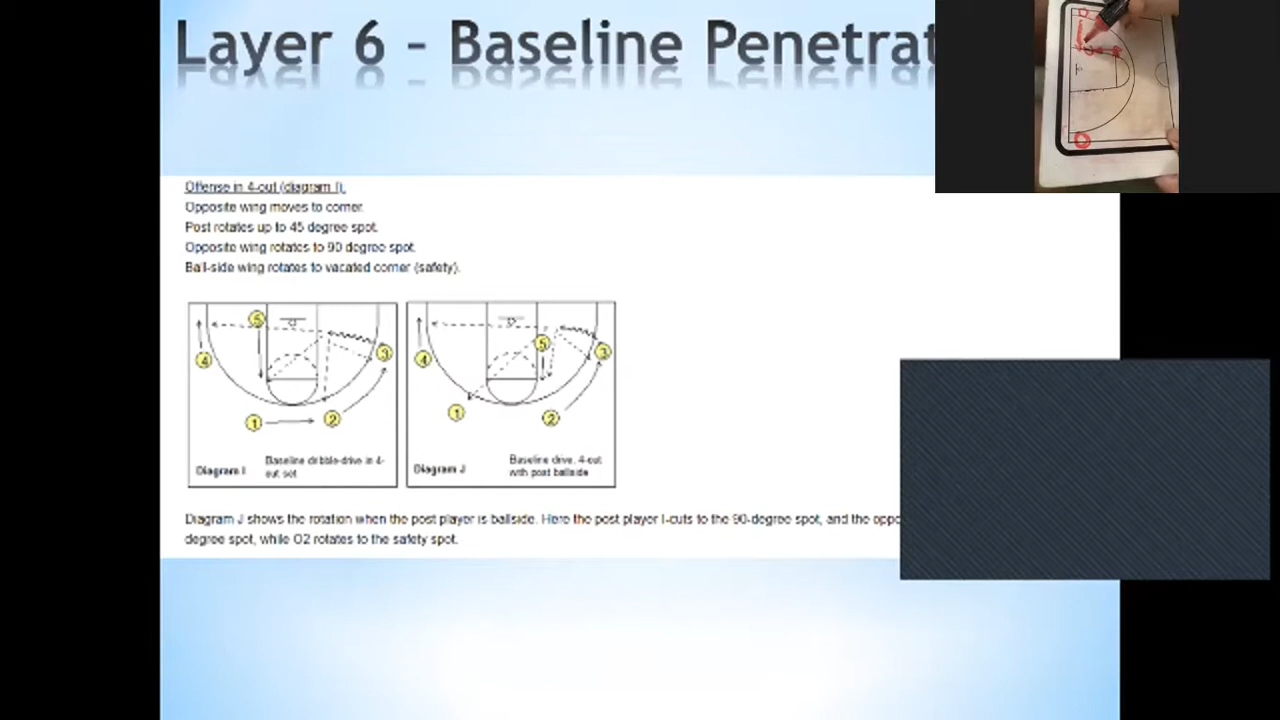 Layer 6 - Baseline Penetrat
Offense in 4-out (diagram I).
Opposite wing moves to corner.
Post rotates up to 45 degree spot.
Opposite wing rotates to 90 degree spot.
Ball-side wing rotates to vacated corner (safety).
5
4
3
1
2
Diagram I
Baseline dribble-drive in 4-
out set
5
4
3
1
2
Diagram J
Baseline drive, 4-out
with post ballside
Diagram J shows the rotation when the post player is ballside. Here the post player I-cuts to the 90-degree spot, and the oppo
degree spot, while O2 rotates to the safety spot.